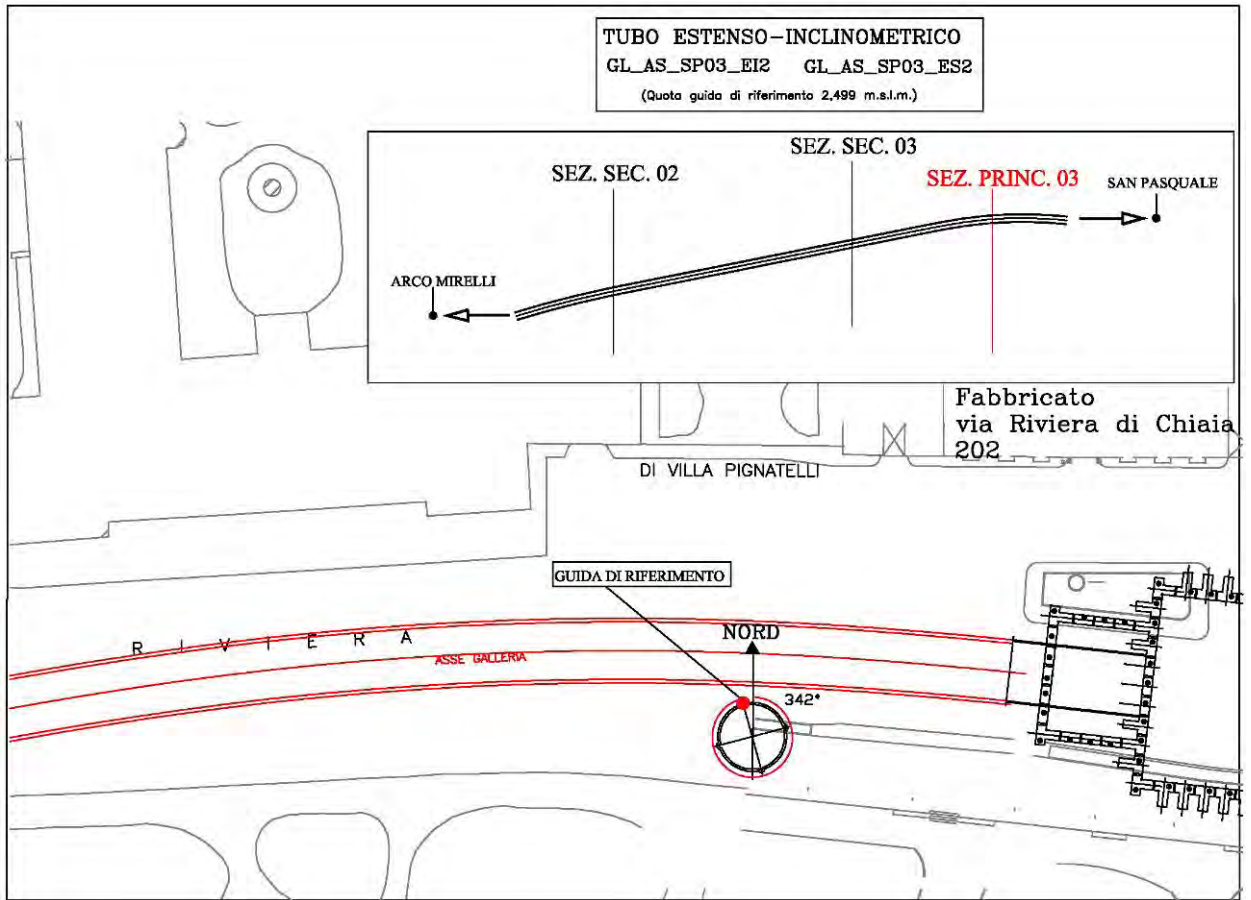 TUBO ESTENSO-INCLINOMETRICO
GL_AS_SP03_EI2 GL_AS_SP03_ES2
(Quota guida di riferimento 2,499 m.s.l.m.)
SEZ. SEC. 02
SEZ. SEC. 03
SEZ. PRINC. 03
SAN PASQUALE
ARCO MIRELLI
Fabbricato
via Riviera di Chiaia
202
DI VILLA PIGNATELLI
GUIDA DI RIFERIMENTO
RIVIERA
NORD
ASSE GALLERIA
342°